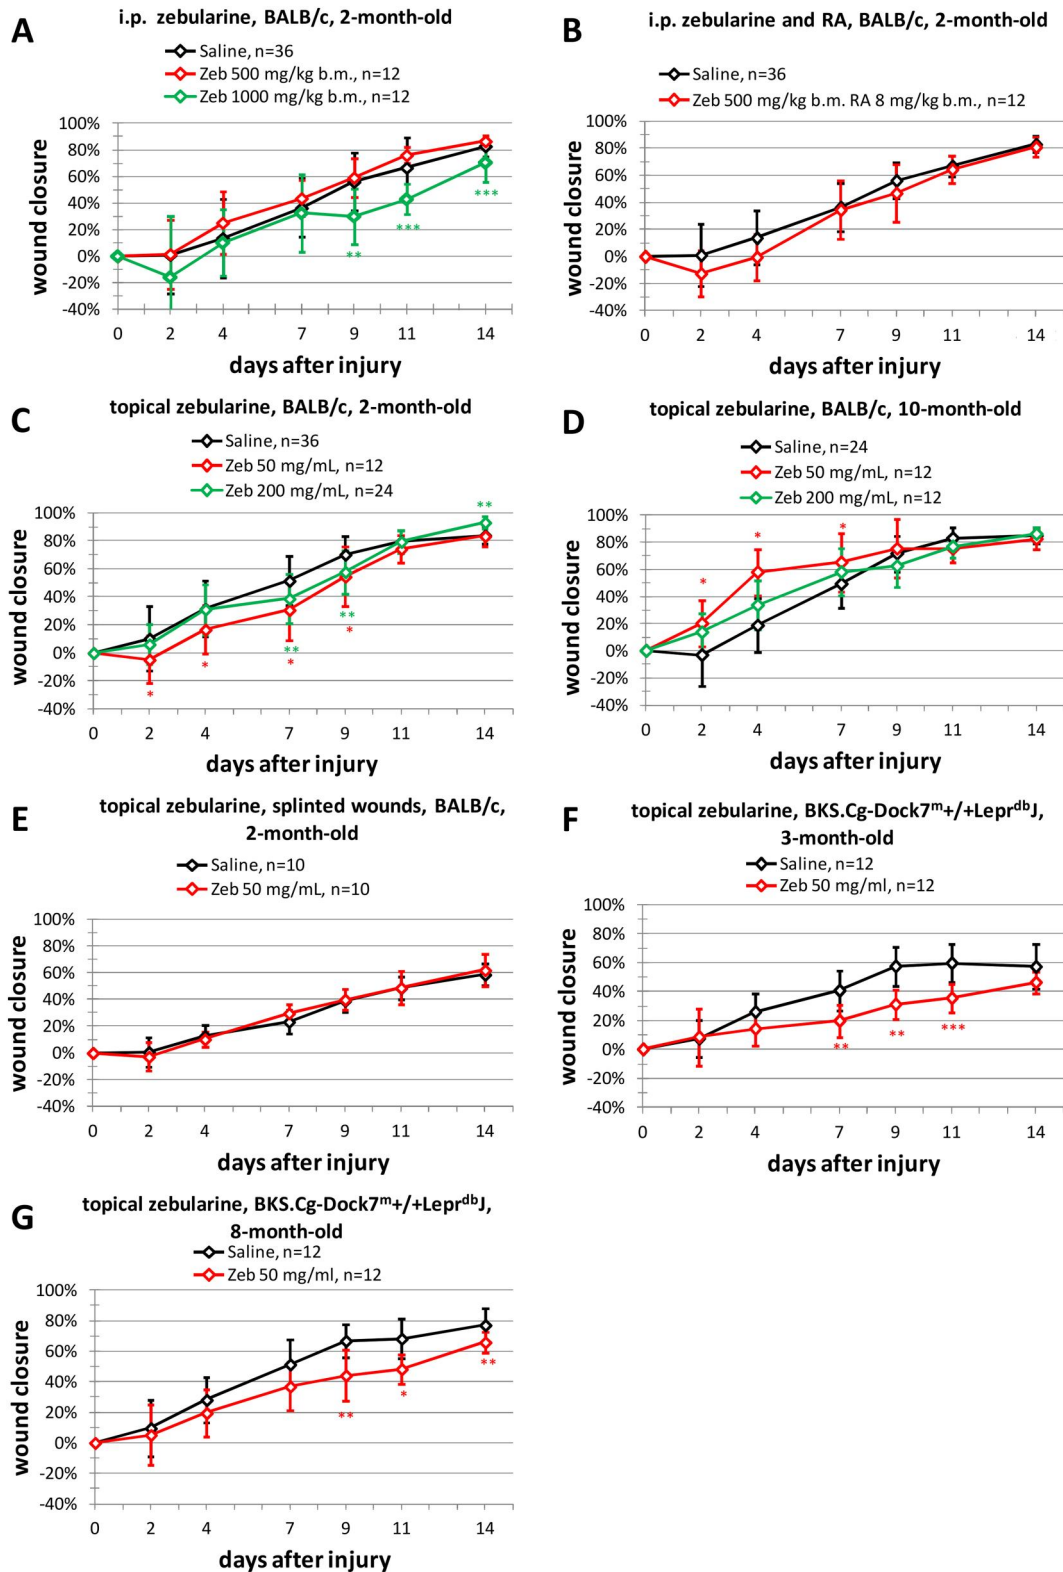 A
i.p. zebularine, BALB/c, 2-month-old
Saline, n=36
Zeb 500 mg/kg b.m., n=12
Zeb 1000 mg/kg b.m., n=12
wound closure
100%
80%
60%
40%
20%
0%
-20%
-40%
**
***
***
0 2 4 7 9 11 14
days after injury
B
i.p. zebularine and RA, BALB/c, 2-month-old
Saline, n=36
Zeb 500 mg/kg b.m. RA 8 mg/kg b.m., n=12
wound closure
100%
80%
60%
40%
20%
0%
-20%
-40%
0 2 4 7 9 11 14
days after injury
C
topical zebularine, BALB/c, 2-month-old
Saline, n=36
Zeb 50 mg/mL, n=12
Zeb 200 mg/mL, n=24
wound closure
100%
80%
60%
40%
20%
0%
-20%
-40%
**
**
*
**
*
*
*
0 2 4 7 9 11 14
days after injury
D
topical zebularine, BALB/c, 10-month-old
Saline, n=24
Zeb 50 mg/mL, n=12
Zeb 200 mg/mL, n=12
wound closure
100%
80%
60%
40%
20%
0%
-20%
-40%
*
*
*
0 2 4 7 9 11 14
days after injury
E
topical zebularine, splinted wounds, BALB/c,
2-month-old
Saline, n=10
Zeb 50 mg/mL, n=10
wound closure
100%
80%
60%
40%
20%
0%
-20%
-40%
0 2 4 7 9 11 14
days after injury
F
topical zebularine, BKS.Cg-Dock7ᵐ+/+Leprᵈᵇ J,
3-month-old
Saline, n=12
Zeb 50 mg/ml, n=12
wound closure
100%
80%
60%
40%
20%
0%
-20%
-40%
**
**
***
0 2 4 7 9 11 14
days after injury
G
topical zebularine, BKS.Cg-Dock7ᵐ+/+Leprᵈᵇ J,
8-month-old
Saline, n=12
Zeb 50 mg/ml, n=12
wound closure
100%
80%
60%
40%
20%
0%
-20%
-40%
**
*
**
0 2 4 7 9 11 14
days after injury